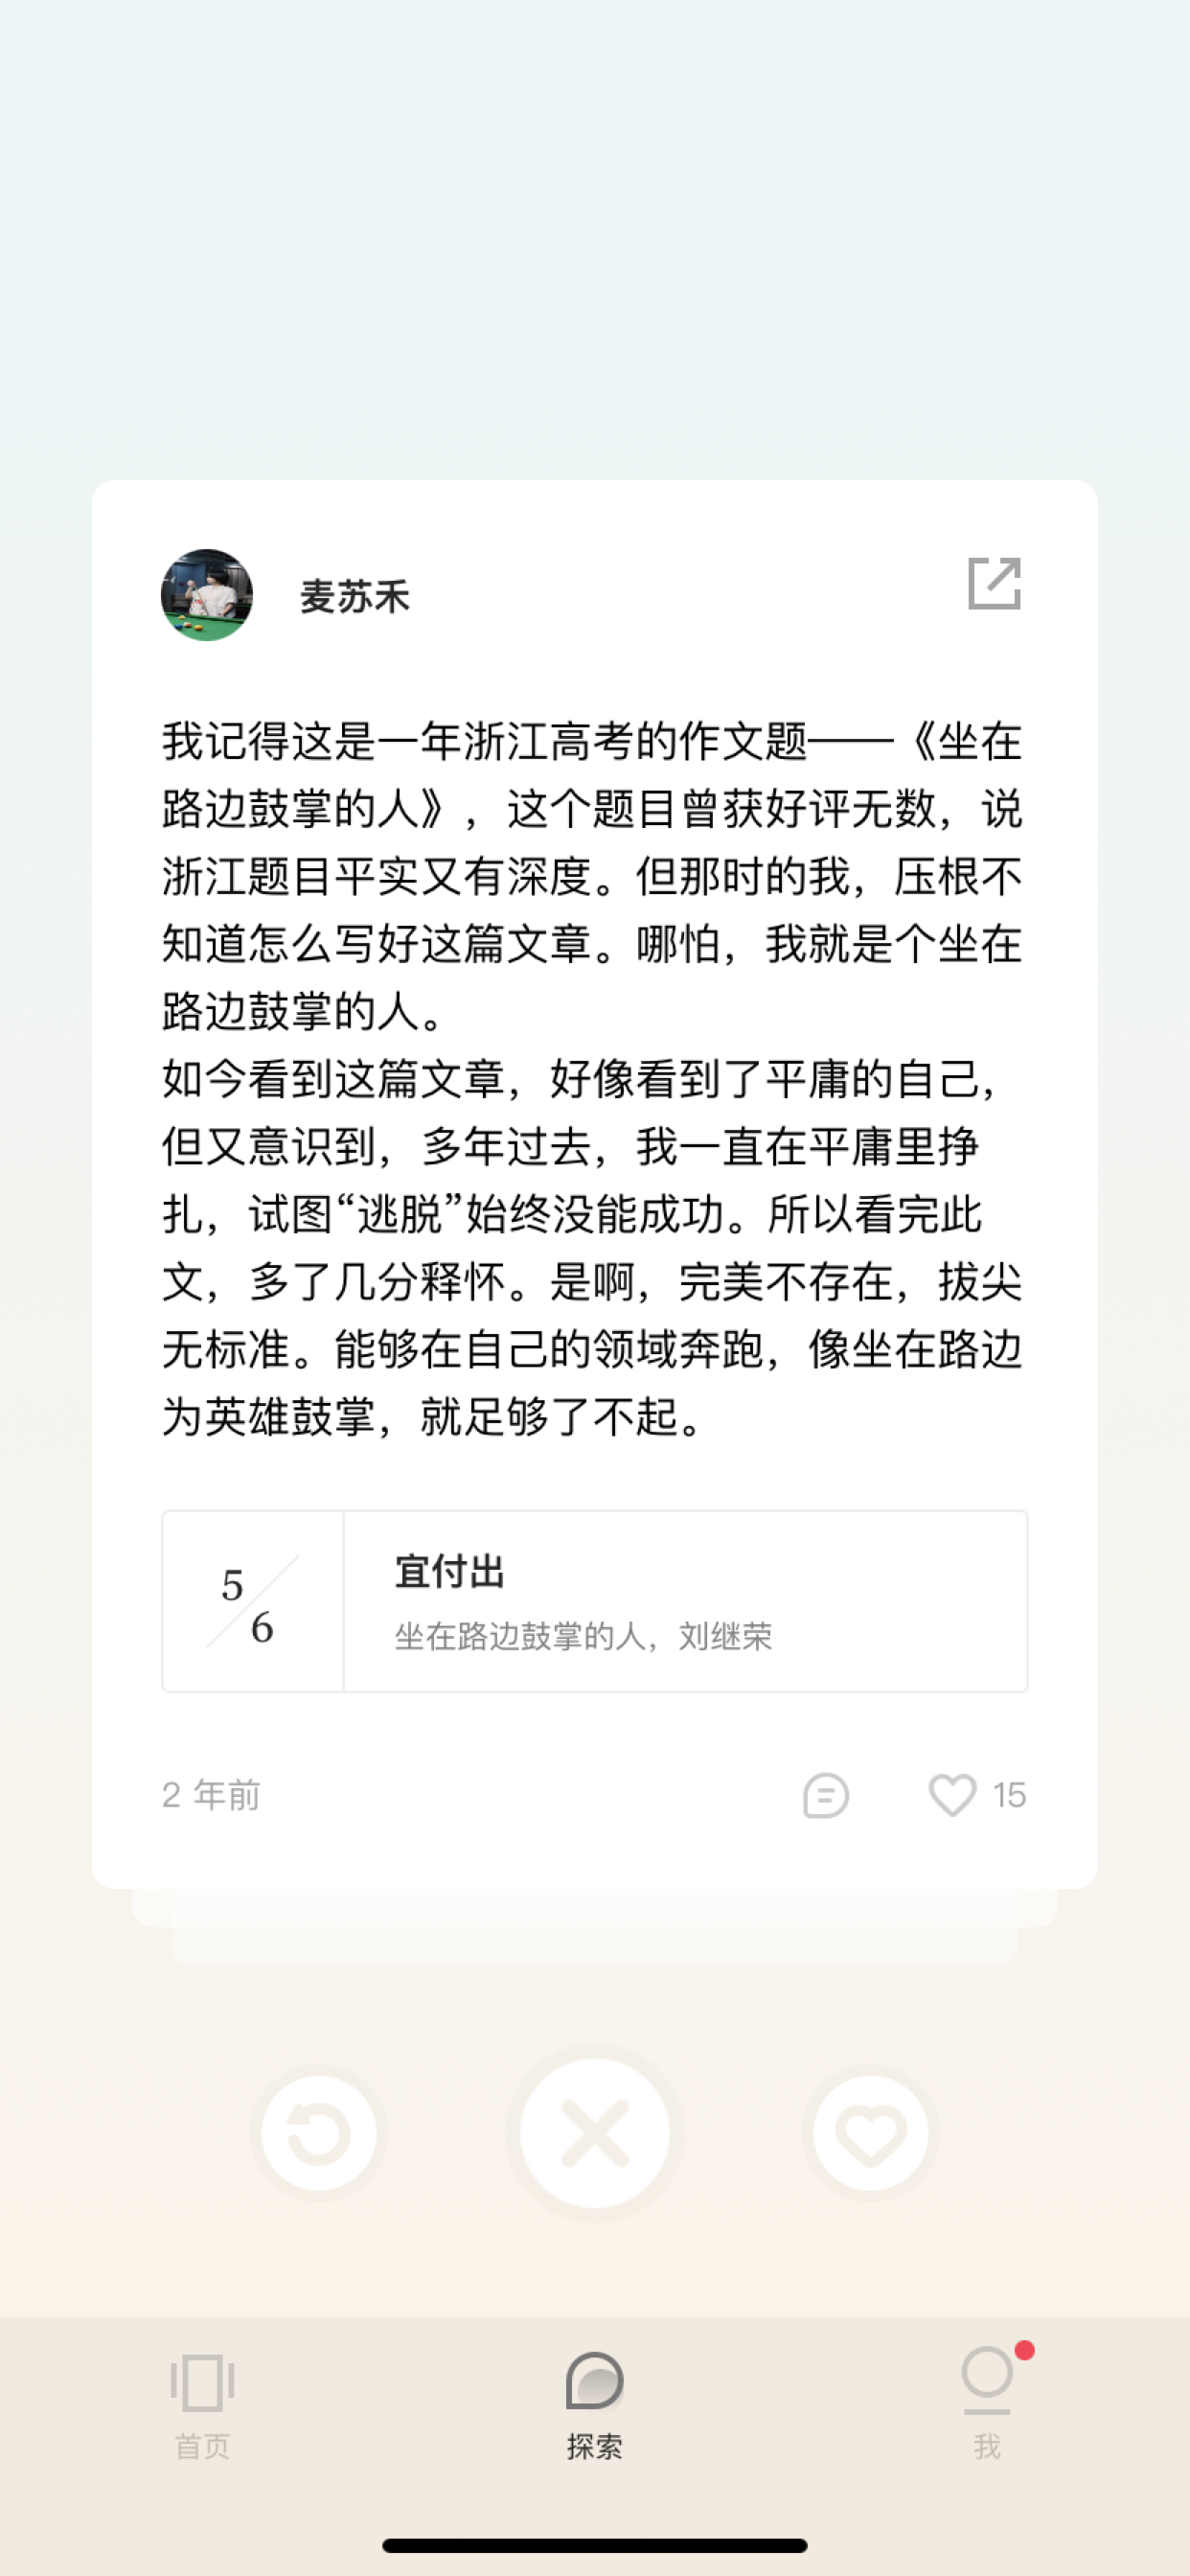 麦苏禾
我记得这是一年浙江高考的作文题——《坐在
路边鼓掌的人》，这个题目曾获好评无数，说
浙江题目平实又有深度。但那时的我，压根不
知道怎么写好这篇文章。哪怕，我就是个坐在
路边鼓掌的人。
如今看到这篇文章，好像看到了平庸的自己，
但又意识到，多年过去，我一直在平庸里挣
扎，试图“逃脱”始终没能成功。所以看完此
文，多了几分释怀。是啊，完美不存在，拔尖
无标准。能够在自己的领域奔跑，像坐在路边
为英雄鼓掌，就足够了不起。
5/6
宜付出
坐在路边鼓掌的人，刘继荣
2 年前
15
首页
探索
我